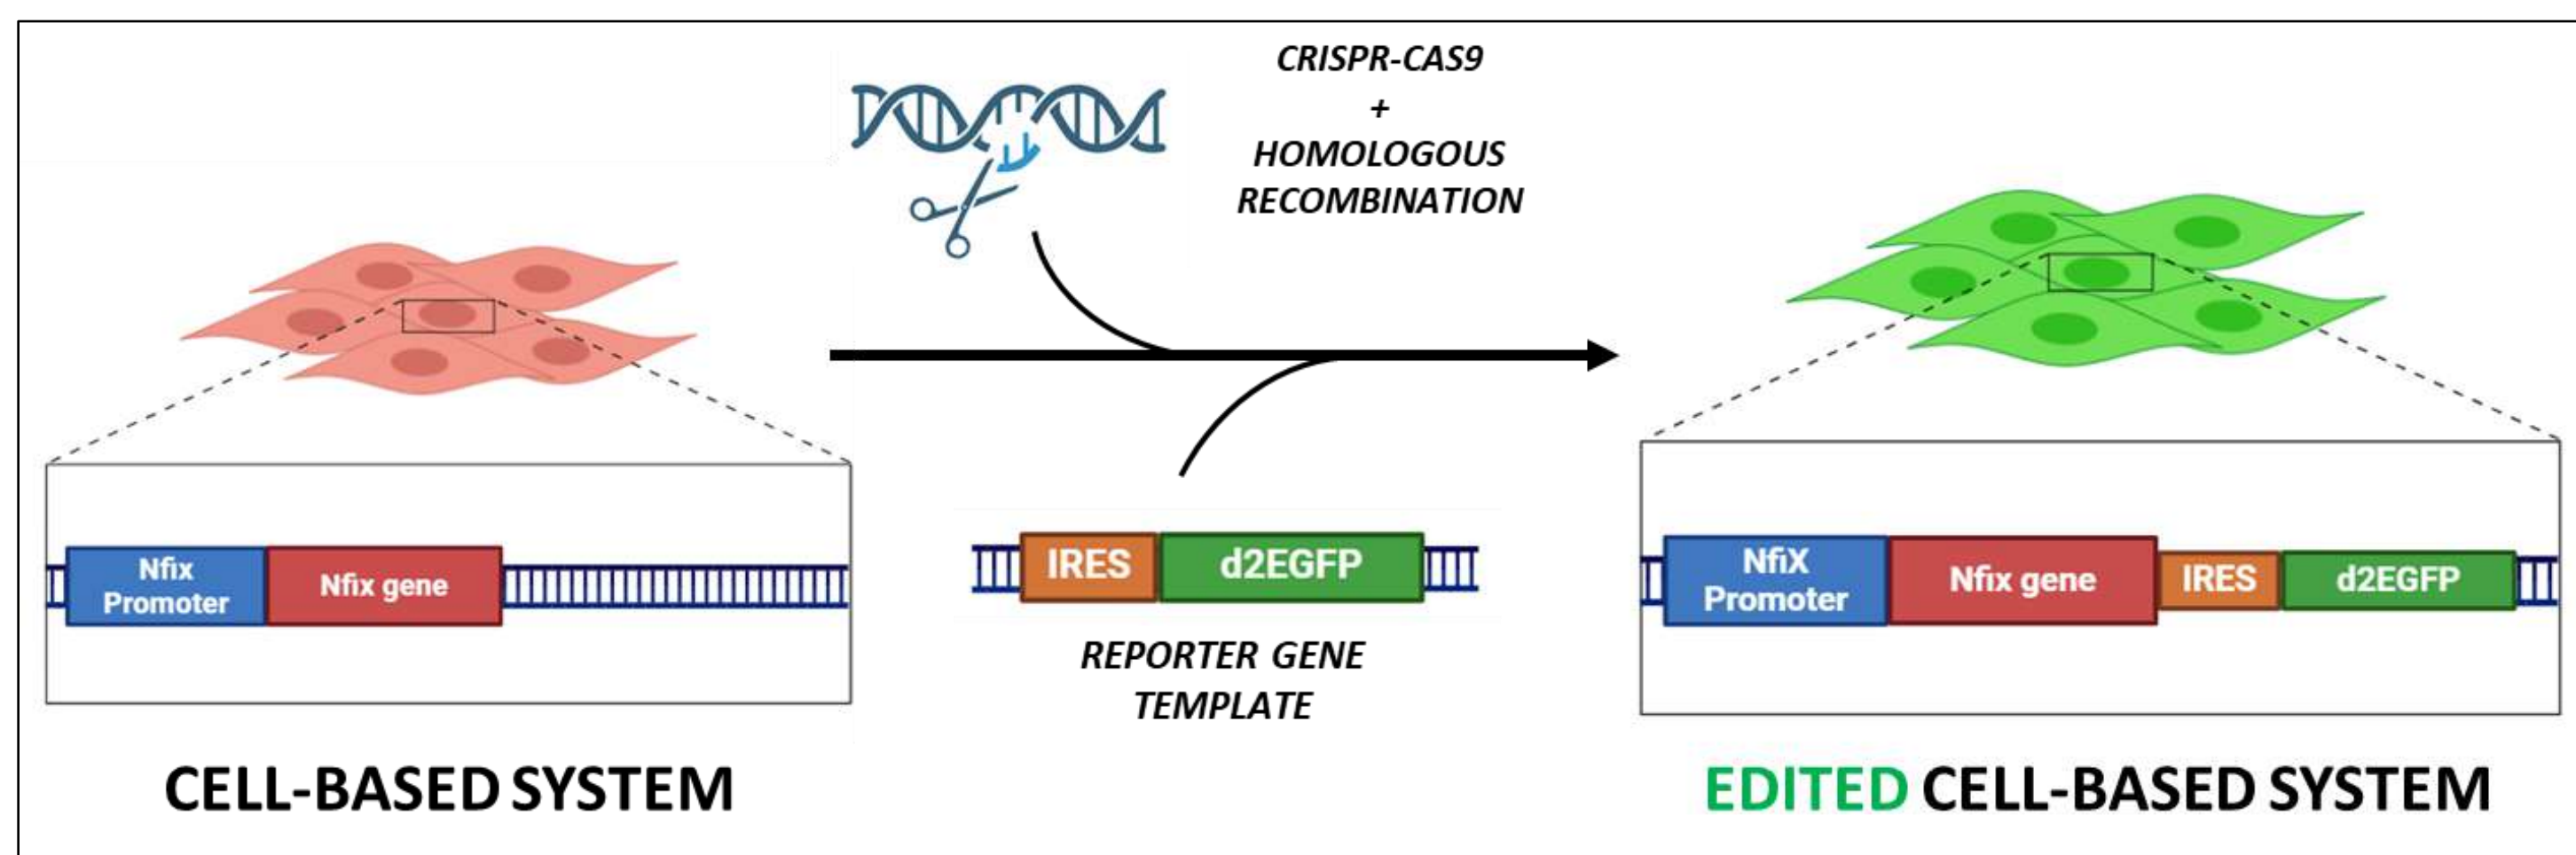 CRISPR-CAS9
+
HOMOLOGOUS
RECOMBINATION
Nfix
Promoter
Nfix gene
IRES
d2EGFP
REPORTER GENE
TEMPLATE
NfiX
Promoter
Nfix gene
IRES
d2EGFP
CELL-BASED SYSTEM
EDITED CELL-BASED SYSTEM